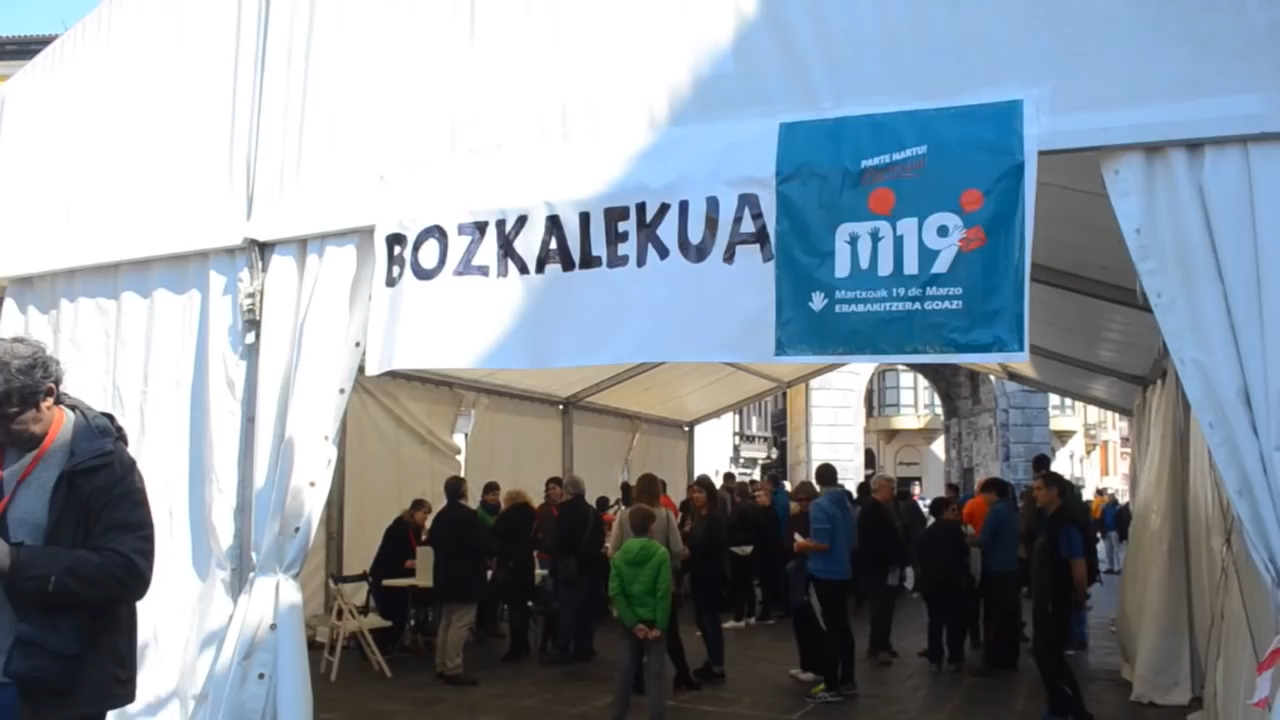 BOZKALEKUA
PARTE HARTU!
M19
Martxoak 19 de Marzo
ERABAKITZERA GOAZ!